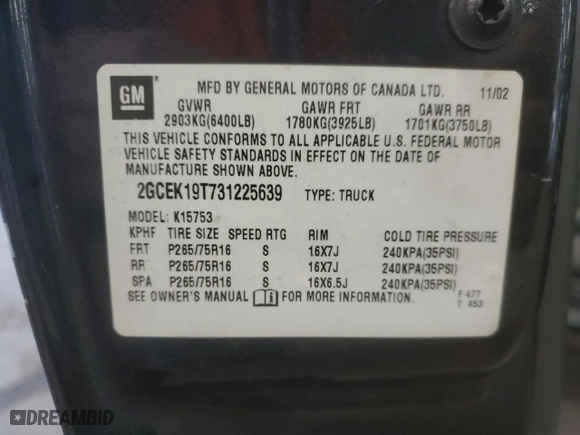 GM
MFD BY GENERAL MOTORS OF CANADA LTD. 11/02
GVWR GAWR FRT GAWR RR
2903KG(6400LB) 1780KG(3925LB) 1701KG(3750LB)
THIS VEHICLE CONFORMS TO ALL APPLICABLE U.S. FEDERAL MOTOR
VEHICLE SAFETY STANDARDS IN EFFECT ON THE DATE OF
MANUFACTURE SHOWN ABOVE.
2GCEK19T731225639 TYPE: TRUCK
MODEL: K15753
KPHF TIRE SIZE SPEED RTG RIM COLD TIRE PRESSURE
FRT P265/75R16 S 16X7J 240KPA(35PSI)
RR P265/75R16 S 16X7J 240KPA(35PSI)
SPA P265/75R16 S 16X6.5J 240KPA(35PSI)
SEE OWNER'S MANUAL FOR MORE INFORMATION. F 477
T 453
DREAMBID